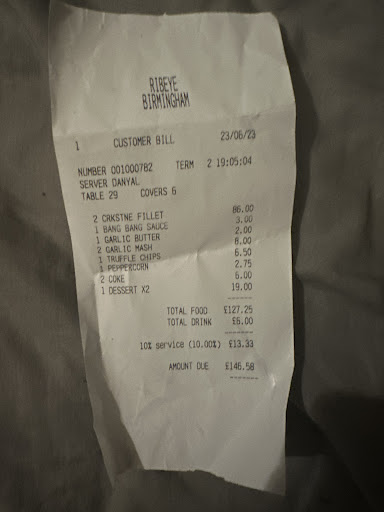 RIBEYE
BIRMINGHAM
1 CUSTOMER BILL 23/06/23
NUMBER 001000782 TERM 2 19:05:04
SERVER DANYAL
TABLE 29 COVERS 6
2 CRKSTNE FILLET 86.00
1 BANG BANG SAUCE 3.00
1 GARLIC BUTTER 2.00
2 GARLIC MASH 8.00
1 TRUFFLE CHIPS 6.50
1 PEPPERCORN 2.75
2 COKE 6.00
1 DESSERT X2 19.00
-------
TOTAL FOOD £127.25
TOTAL DRINK £6.00
-------
10% service (10.00%) £13.33
-------
AMOUNT DUE £146.58
-------